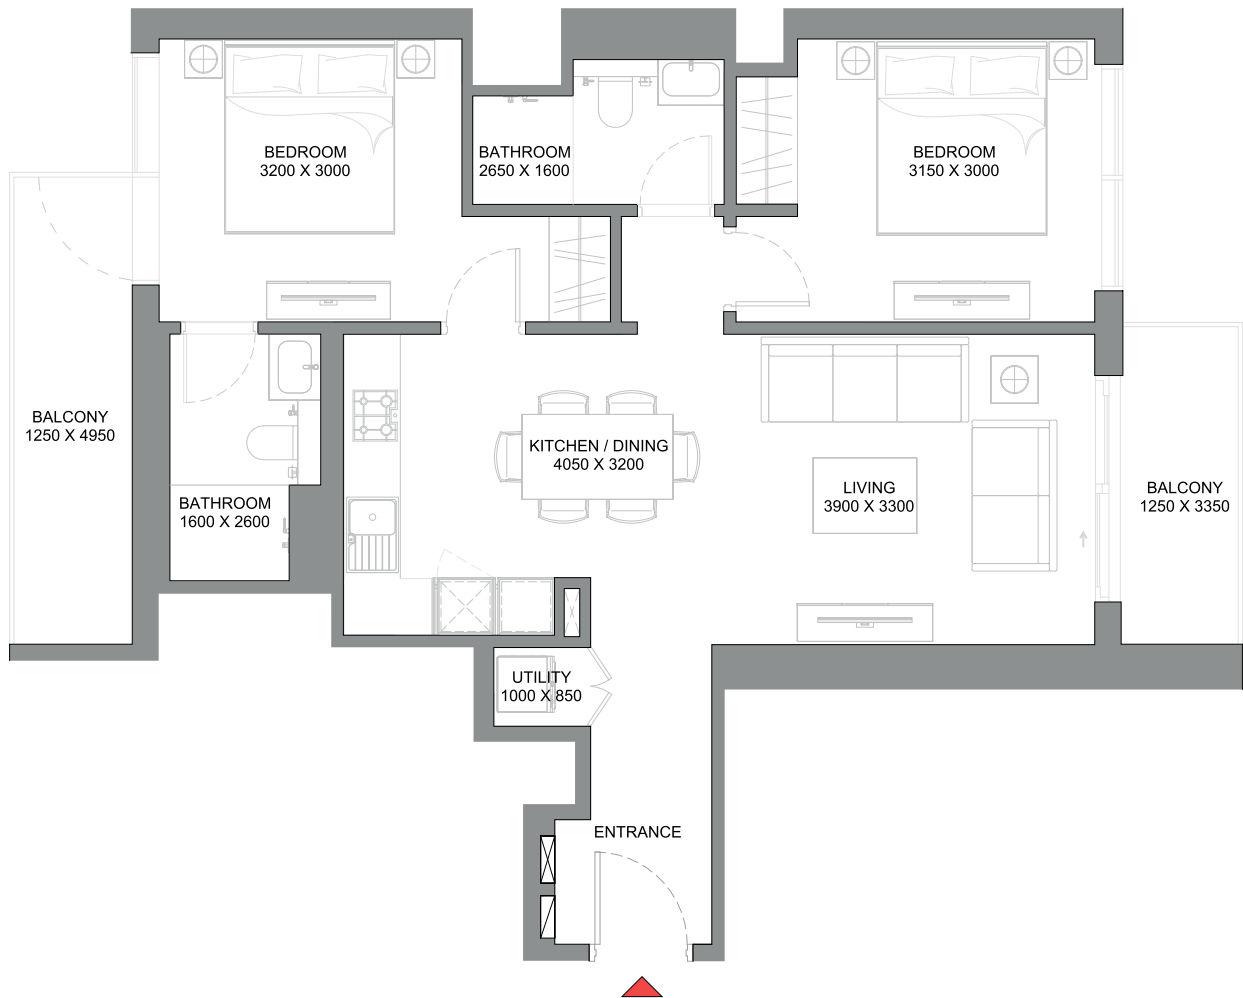 BEDROOM
3200 X 3000
BATHROOM
2650 X 1600
BEDROOM
3150 X 3000
BALCONY
1250 X 4950
BATHROOM
1600 X 2600
KITCHEN / DINING
4050 X 3200
LIVING
3900 X 3300
BALCONY
1250 X 3350
UTILITY
1000 X 850
ENTRANCE